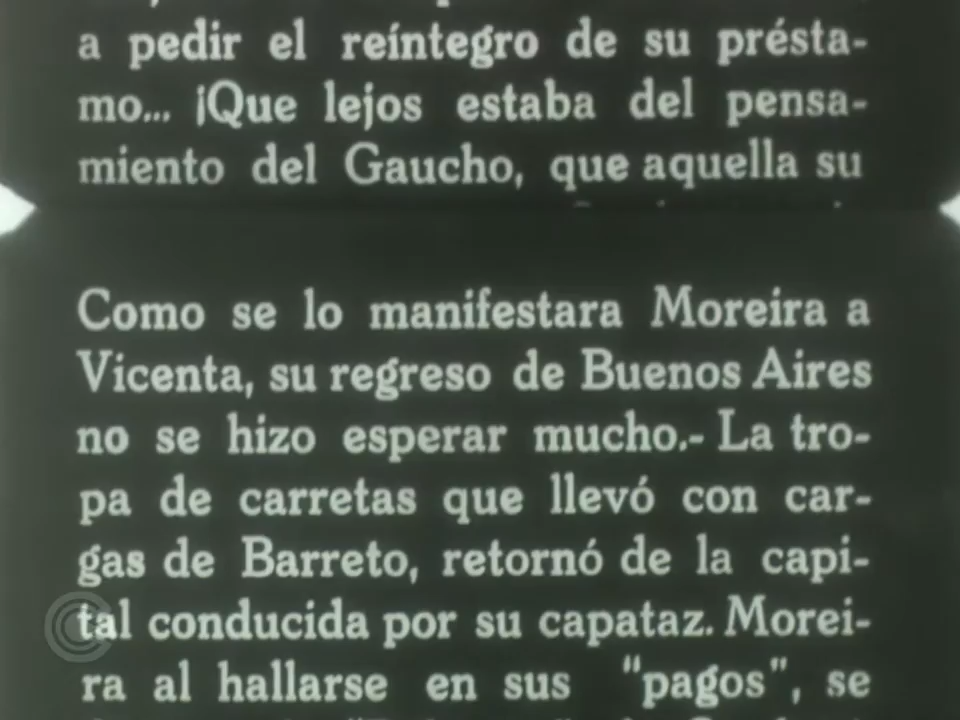 a pedir el reíntegro de su présta-
mo... ¡Que lejos estaba del pensa-
miento del Gaucho, que aquella su
Como se lo manifestara Moreira a
Vicenta, su regreso de Buenos Aires
no se hizo esperar mucho.- La tro-
pa de carretas que llevó con car-
gas de Barreto, retornó de la capi-
tal conducida por su capataz. Morei-
ra al hallarse en sus "pagos", se